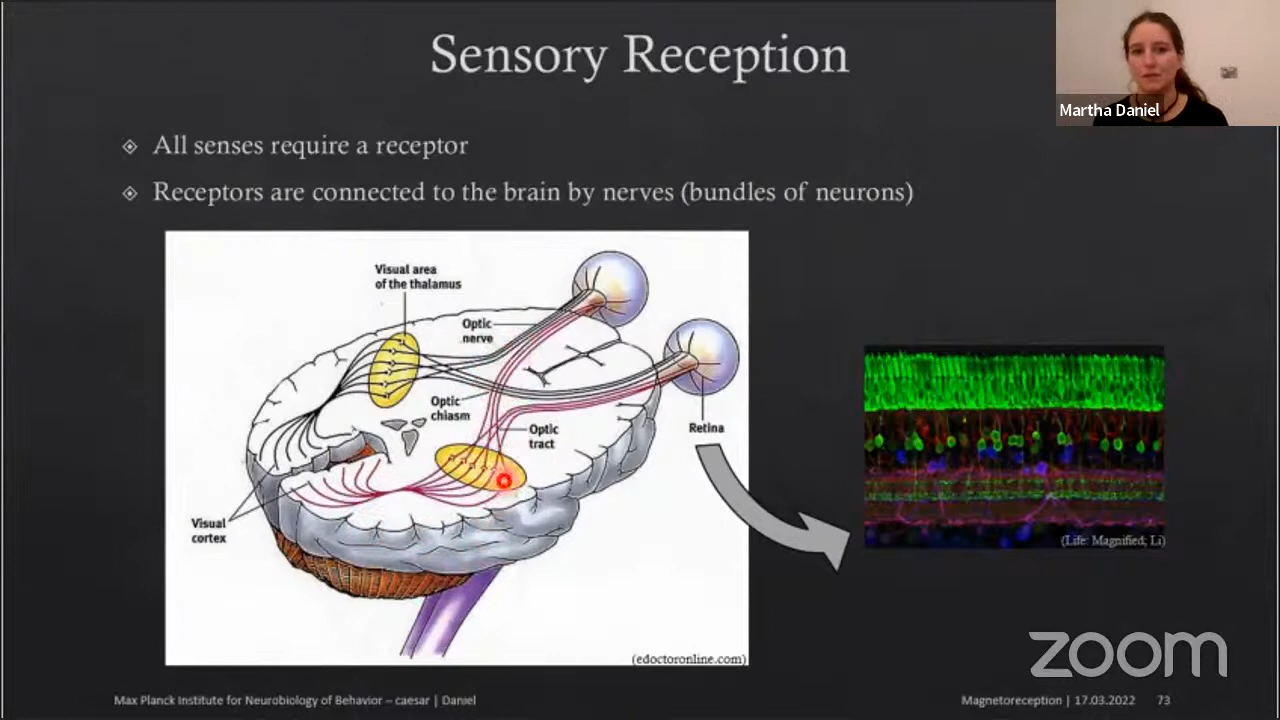 Sensory Reception
Martha Daniel
All senses require a receptor
Receptors are connected to the brain by nerves (bundles of neurons)
Visual area
of the thalamus
Optic
nerve
Optic
chiasm
Optic
tract
Retina
Visual
cortex
(edoctoronline.com)
(Life: Magnified; Li)
zoom
Max Planck Institute for Neurobiology of Behavior – caesar | Daniel
Magnetoreception | 17.03.2022 73